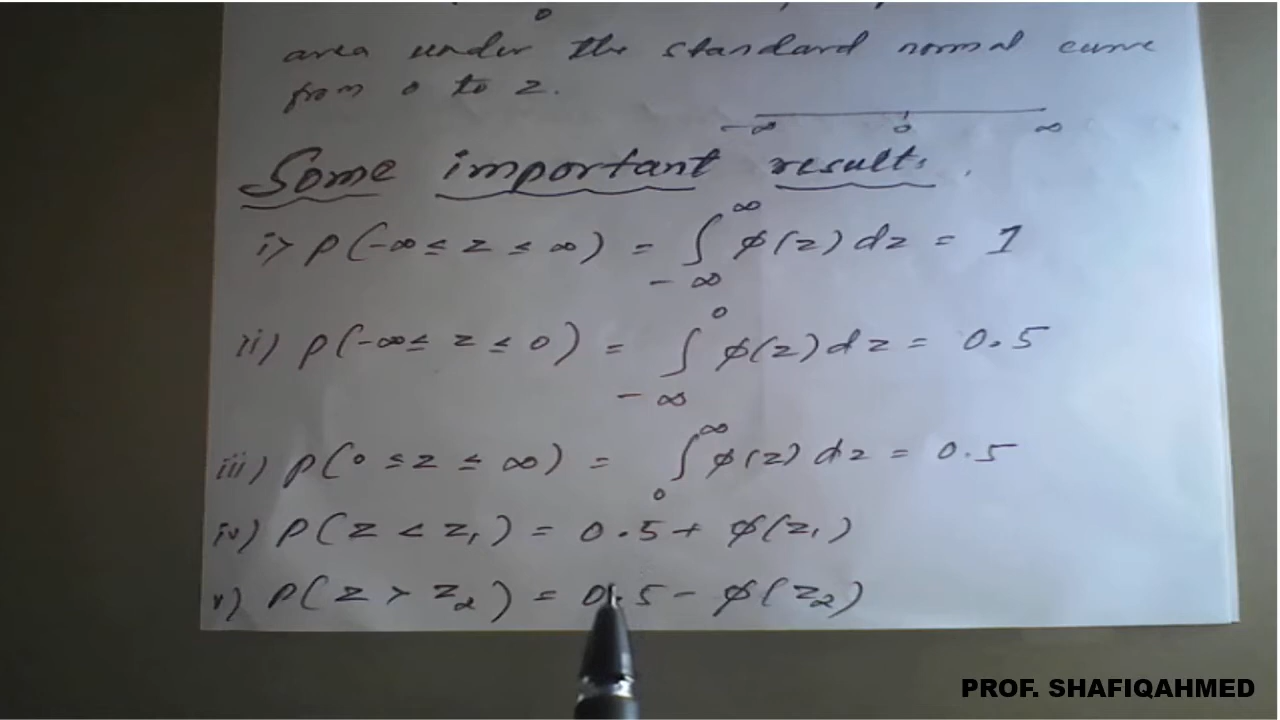 0
area under the standard normal curve
from 0 to z.
-∞ 0 ∞
Some important results.
i) P(-∞ ≤ z ≤ ∞) = ∫_{-∞}^{∞} φ(z) dz = 1
ii) P(-∞ ≤ z ≤ 0) = ∫_{-∞}^{0} φ(z) dz = 0.5
iii) P(0 ≤ z ≤ ∞) = ∫_{0}^{∞} φ(z) dz = 0.5
iv) P(z < z₁) = 0.5 + φ(z₁)
v) P(z > z₂) = 0.5 - φ(z₂)
PROF. SHAFIQAHMED